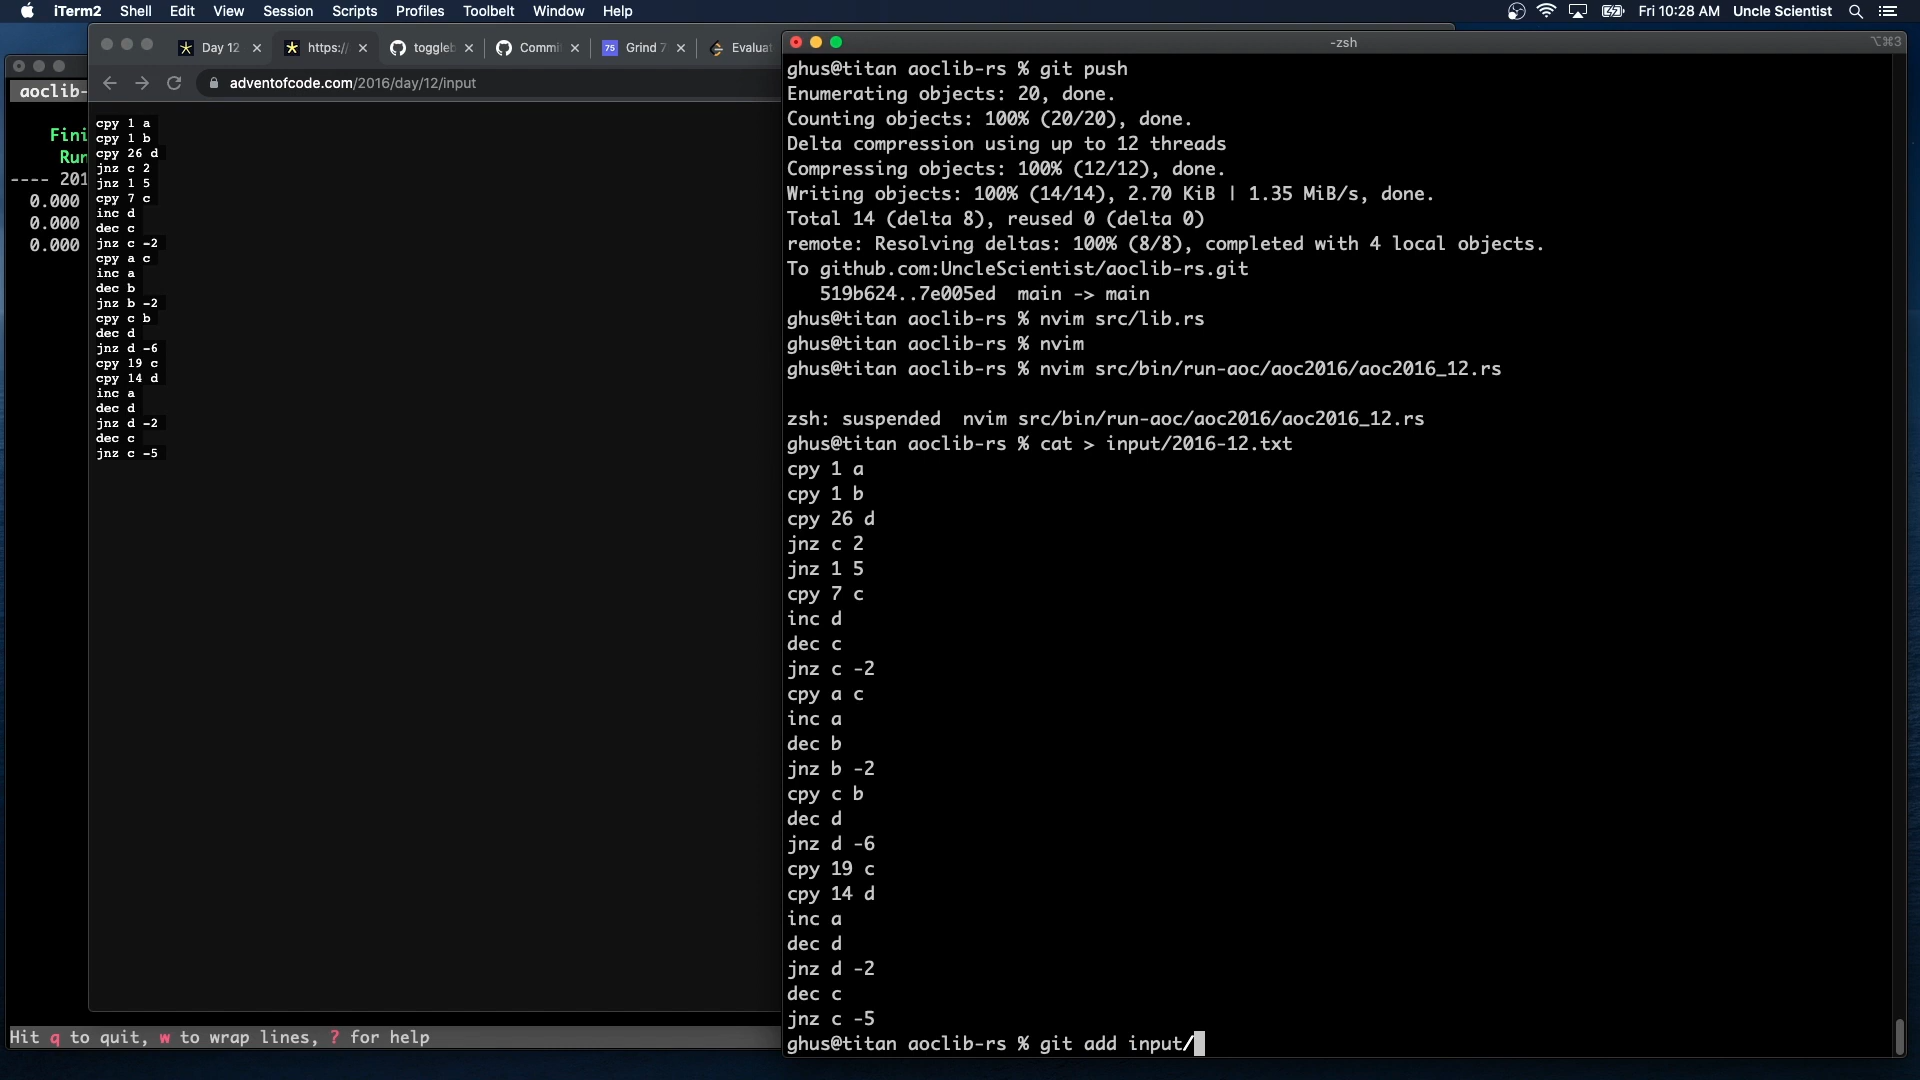 iTerm2 Shell Edit View Session Scripts Profiles Toolbelt Window Help Fri 10:28 AM Uncle Scientist
Day 12 https:/ toggleb Commi Grind 7 Evaluat
adventofcode.com/2016/day/12/input
aoclib-
Fini
Run
---- 201
0.000
0.000
0.000
cpy 1 a
cpy 1 b
cpy 26 d
jnz c 2
jnz 1 5
cpy 7 c
inc d
dec c
jnz c -2
cpy a c
inc a
dec b
jnz b -2
cpy c b
dec d
jnz d -6
cpy 19 c
cpy 14 d
inc a
dec d
jnz d -2
dec c
jnz c -5
Hit q to quit, w to wrap lines, ? for help
-zsh ⌥⌘3
ghus@titan aoclib-rs % git push
Enumerating objects: 20, done.
Counting objects: 100% (20/20), done.
Delta compression using up to 12 threads
Compressing objects: 100% (12/12), done.
Writing objects: 100% (14/14), 2.70 KiB | 1.35 MiB/s, done.
Total 14 (delta 8), reused 0 (delta 0)
remote: Resolving deltas: 100% (8/8), completed with 4 local objects.
To github.com:UncleScientist/aoclib-rs.git
519b624..7e005ed main -> main
ghus@titan aoclib-rs % nvim src/lib.rs
ghus@titan aoclib-rs % nvim
ghus@titan aoclib-rs % nvim src/bin/run-aoc/aoc2016/aoc2016_12.rs
zsh: suspended nvim src/bin/run-aoc/aoc2016/aoc2016_12.rs
ghus@titan aoclib-rs % cat > input/2016-12.txt
cpy 1 a
cpy 1 b
cpy 26 d
jnz c 2
jnz 1 5
cpy 7 c
inc d
dec c
jnz c -2
cpy a c
inc a
dec b
jnz b -2
cpy c b
dec d
jnz d -6
cpy 19 c
cpy 14 d
inc a
dec d
jnz d -2
dec c
jnz c -5
ghus@titan aoclib-rs % git add input/